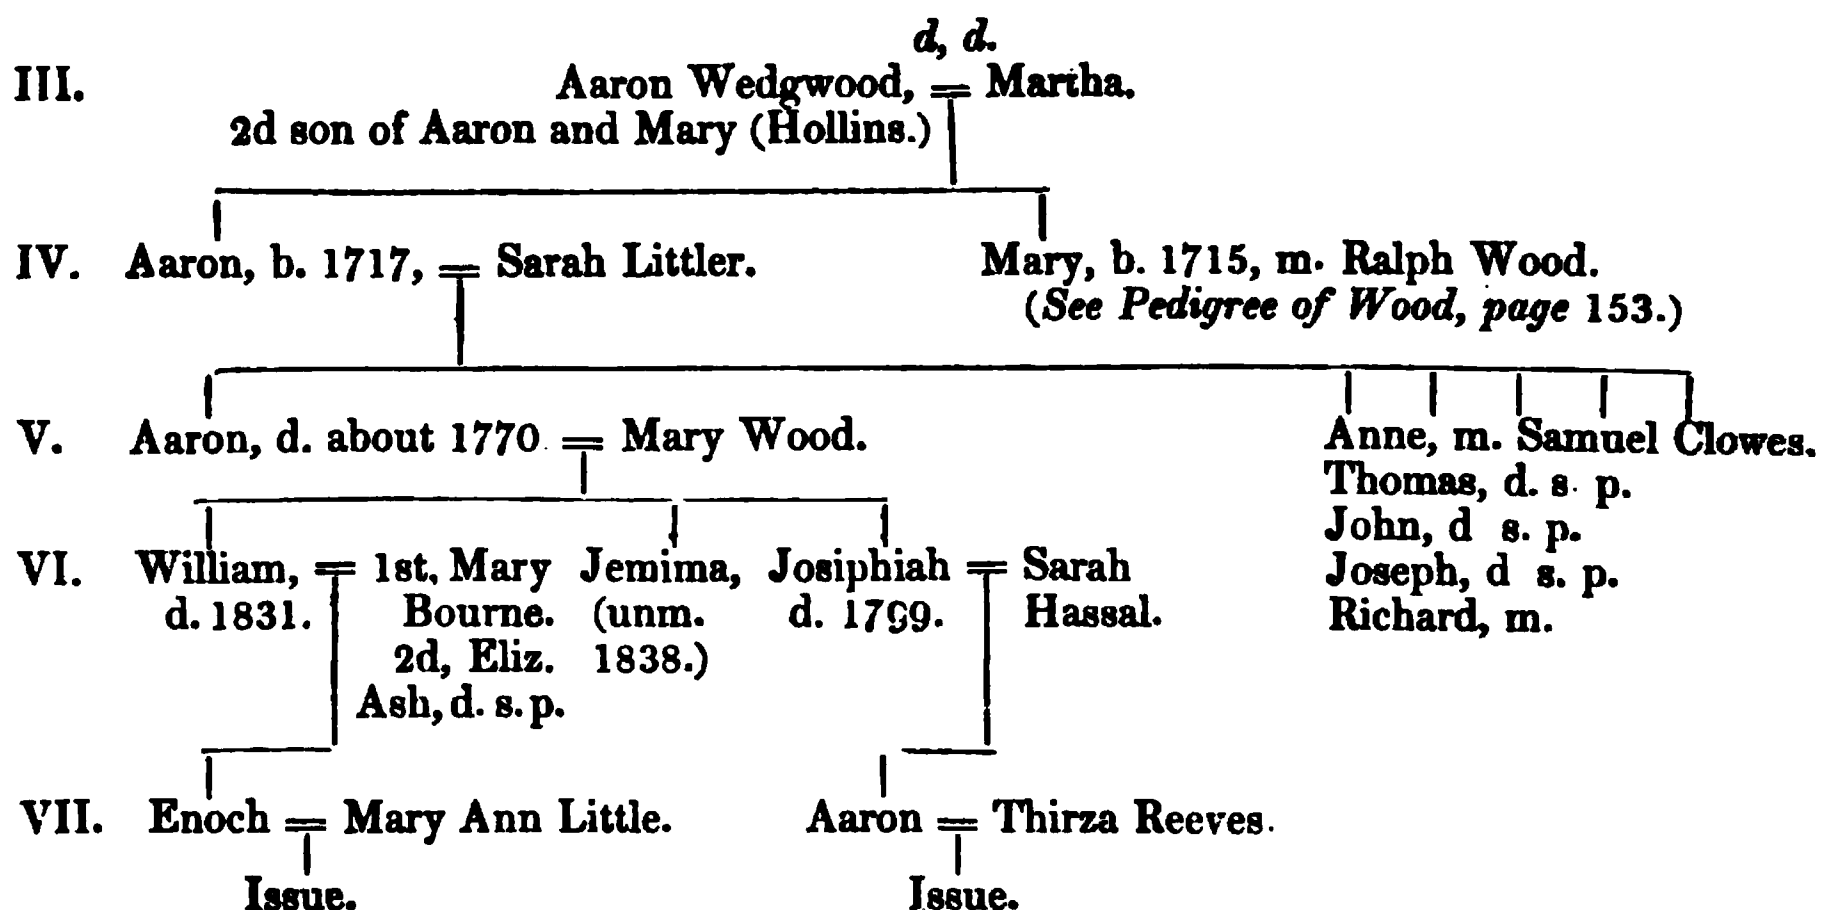 d, d.
III. Aaron Wedgwood, = Martha.
2d son of Aaron and Mary (Hollins.)
IV. Aaron, b. 1717, = Sarah Littler. Mary, b. 1715, m. Ralph Wood.
(See Pedigree of Wood, page 153.)
V. Aaron, d. about 1770. = Mary Wood. Anne, m. Samuel Clowes.
Thomas, d. s. p.
John, d s. p.
Joseph, d s. p.
Richard, m.
VI. William, = 1st, Mary Jemima, Josiphiah = Sarah
d. 1831. Bourne. (unm. d. 1799. Hassal.
2d, Eliz. 1838.)
Ash, d. s. p.
VII. Enoch = Mary Ann Little. Aaron = Thirza Reeves.
Issue. Issue.